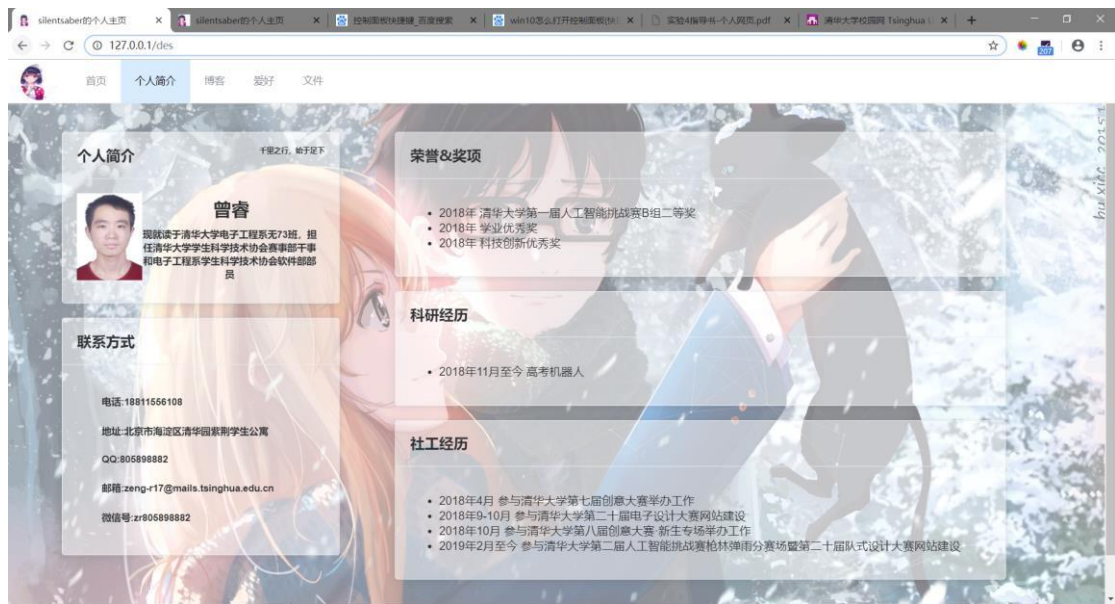 silentsaber的个人主页
silentsaber的个人主页
控制面板快捷键_百度搜索
win10怎么打开控制面板(快
实验4指导书-个人网页.pdf
清华大学校园网 Tsinghua U
127.0.0.1/des
207
首页 个人简介 博客 爱好 文件
个人简介
千里之行，始于足下
曾睿
现就读于清华大学电子工程系无73班，担
任清华大学学生科学技术协会赛事部干事
和电子工程系学生科学技术协会软件部部
员
联系方式
电话:18811556108
地址:北京市海淀区清华园紫荆学生公寓
QQ:805898882
邮箱:zeng-r17@mails.tsinghua.edu.cn
微信号:zr805898882
荣誉&奖项
2018年 清华大学第一届人工智能挑战赛B组二等奖
2018年 学业优秀奖
2018年 科技创新优秀奖
科研经历
2018年11月至今 高考机器人
社工经历
2018年4月 参与清华大学第七届创意大赛举办工作
2018年9-10月 参与清华大学第二十届电子设计大赛网站建设
2018年10月 参与清华大学第八届创意大赛·新生专场举办工作
2019年2月至今 参与清华大学第二届人工智能挑战赛枪林弹雨分赛场暨第二十届队式设计大赛网站建设